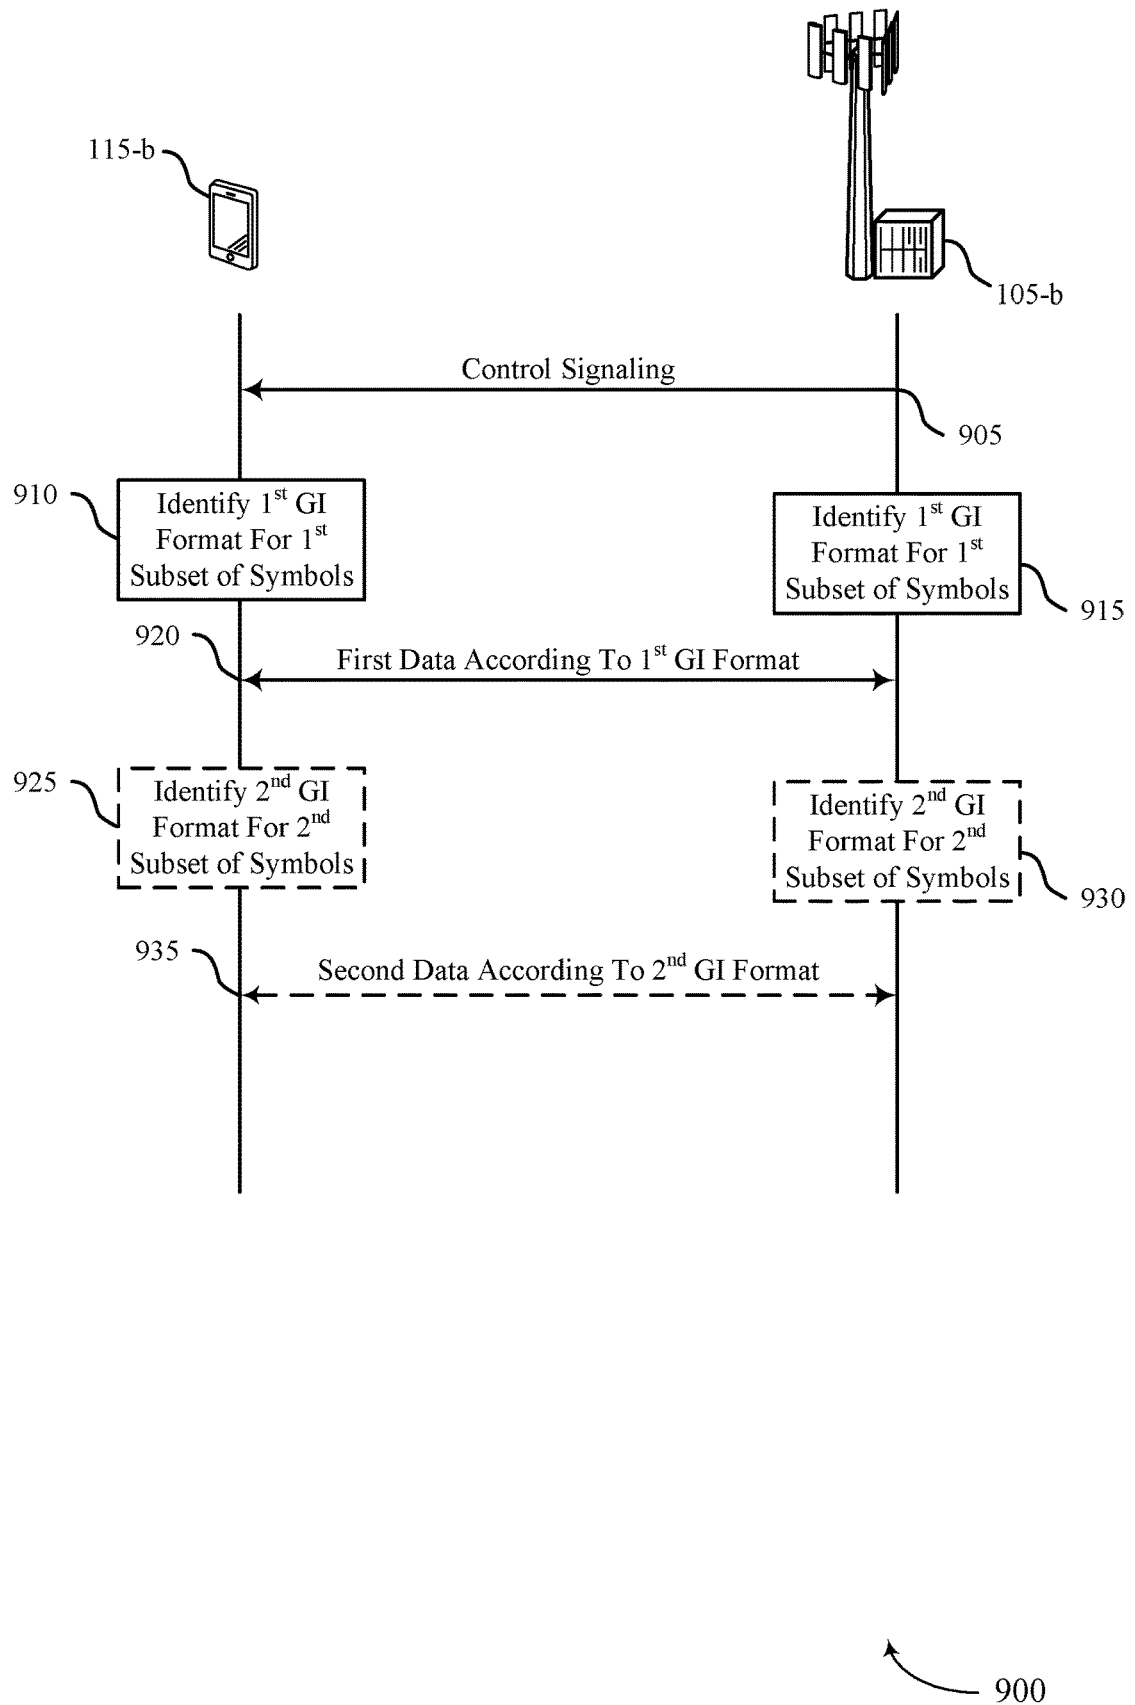 115-b
105-b
Control Signaling
905
910
Identify 1st GI
Format For 1st
Subset of Symbols
Identify 1st GI
Format For 1st
Subset of Symbols
915
920
First Data According To 1st GI Format
925
Identify 2nd GI
Format For 2nd
Subset of Symbols
Identify 2nd GI
Format For 2nd
Subset of Symbols
930
935
Second Data According To 2nd GI Format
900